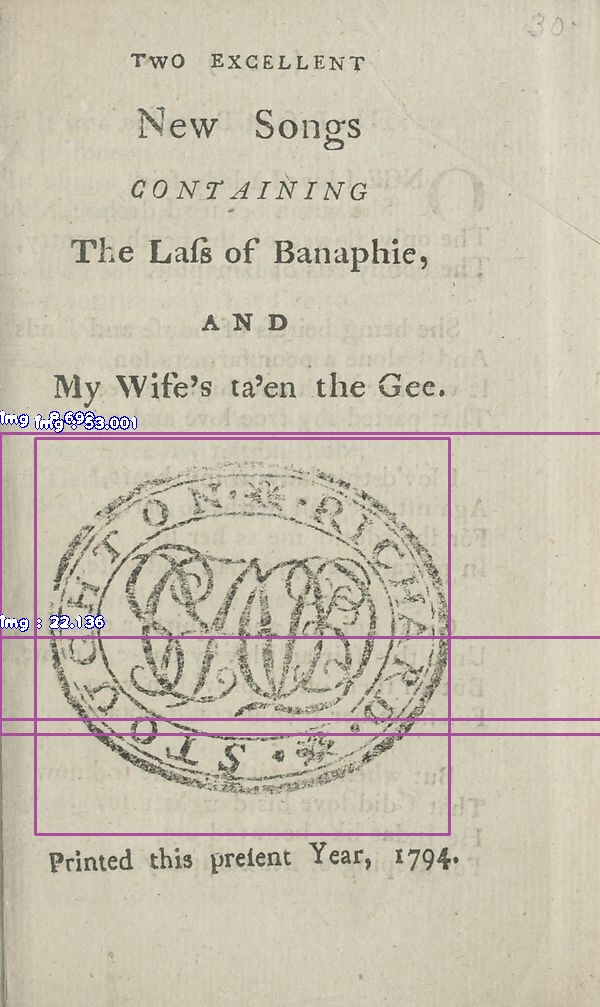 30.
TWO EXCELLENT
New Songs
CONTAINING
The Laſs of Banaphie,
AND
My Wife's ta'en the Gee.
Img : 8.699
Img : 53.001
RICHARD * STOUGHTON *
Img : 22.136
Printed this preſent Year, 1794.